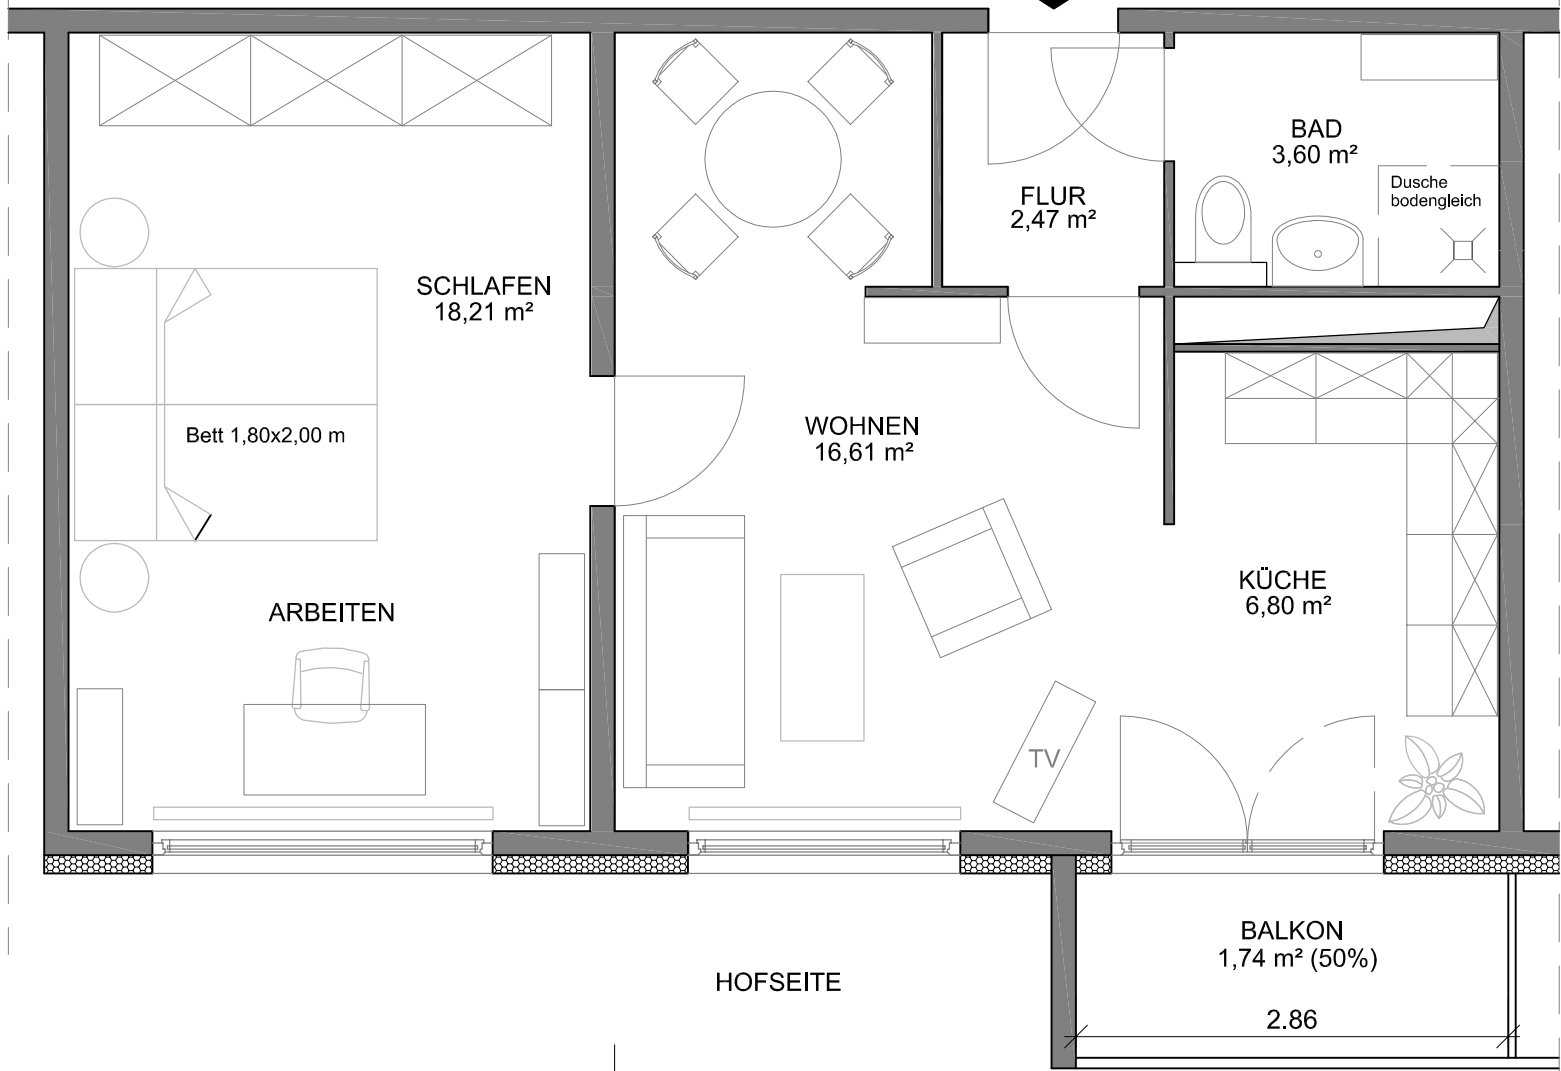 BAD
3,60 m²
Dusche
bodengleich
FLUR
2,47 m²
SCHLAFEN
18,21 m²
Bett 1,80x2,00 m
WOHNEN
16,61 m²
KÜCHE
6,80 m²
ARBEITEN
TV
BALKON
1,74 m² (50%)
HOFSEITE
2.86